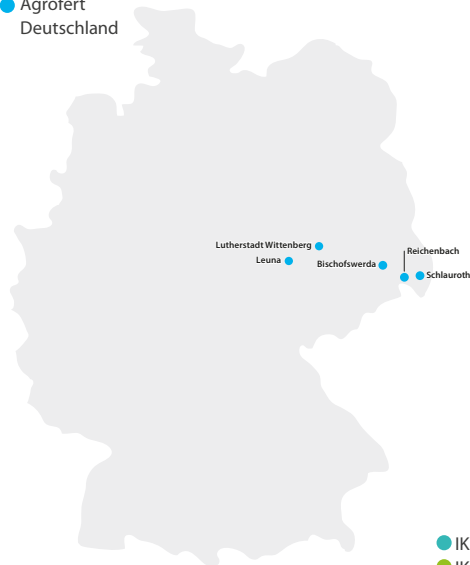 Agrofert
Deutschland
Lutherstadt Wittenberg
Reichenbach
Leuna
Bischofswerda
Schlauroth
IK